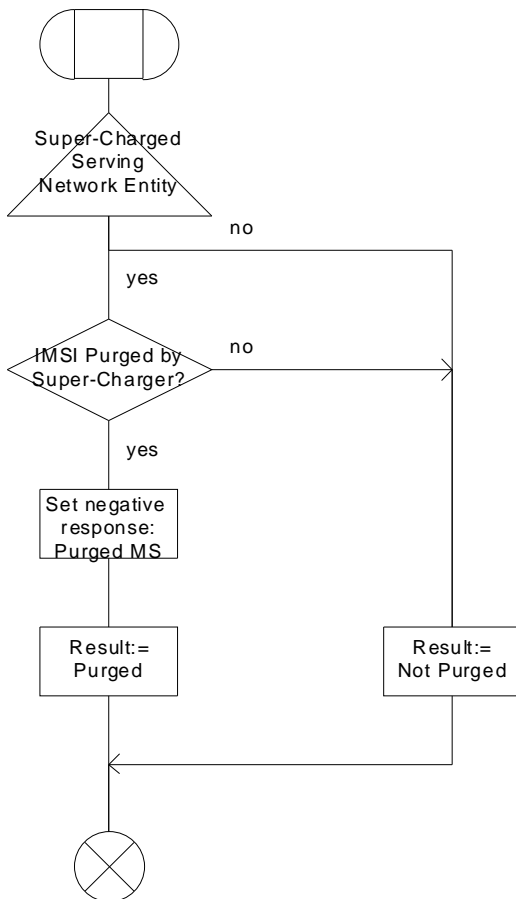 Super-Charged
Serving
Network Entity
no
yes
IMSI Purged by
Super-Charger?
no
yes
Set negative
response:
Purged MS
Result:=
Purged
Result:=
Not Purged